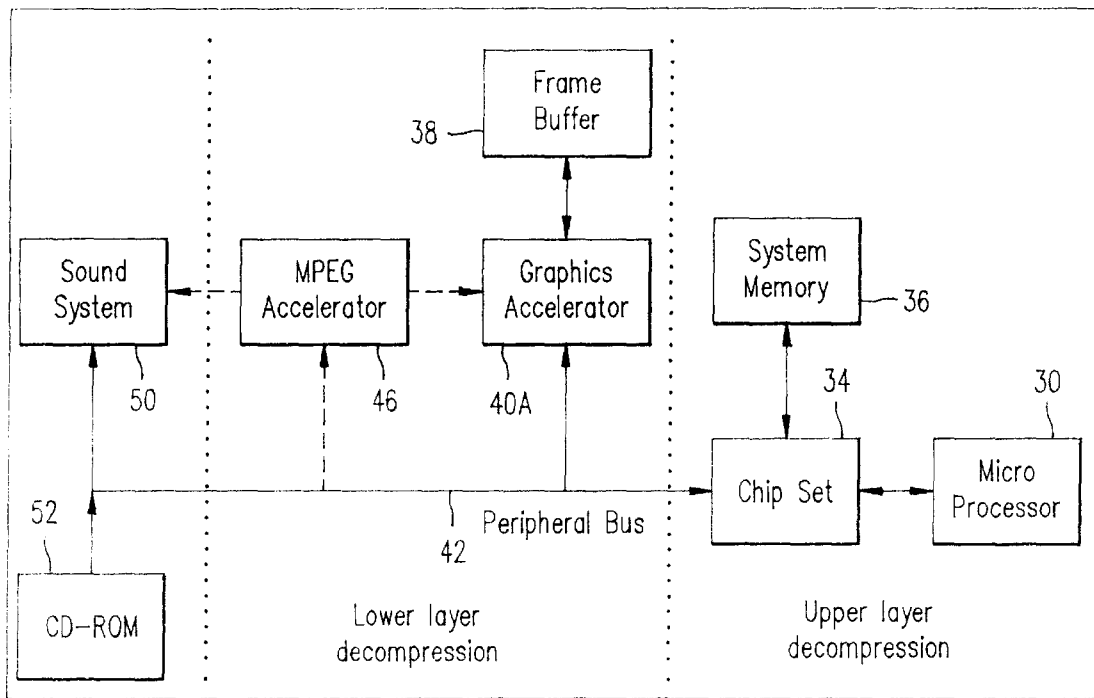 Frame
Buffer
38
Sound
System
50
MPEG
Accelerator
46
Graphics
Accelerator
40A
System
Memory
36
34
30
Chip Set
Micro
Processor
Peripheral Bus
42
52
CD-ROM
Lower layer
decompression
Upper layer
decompression